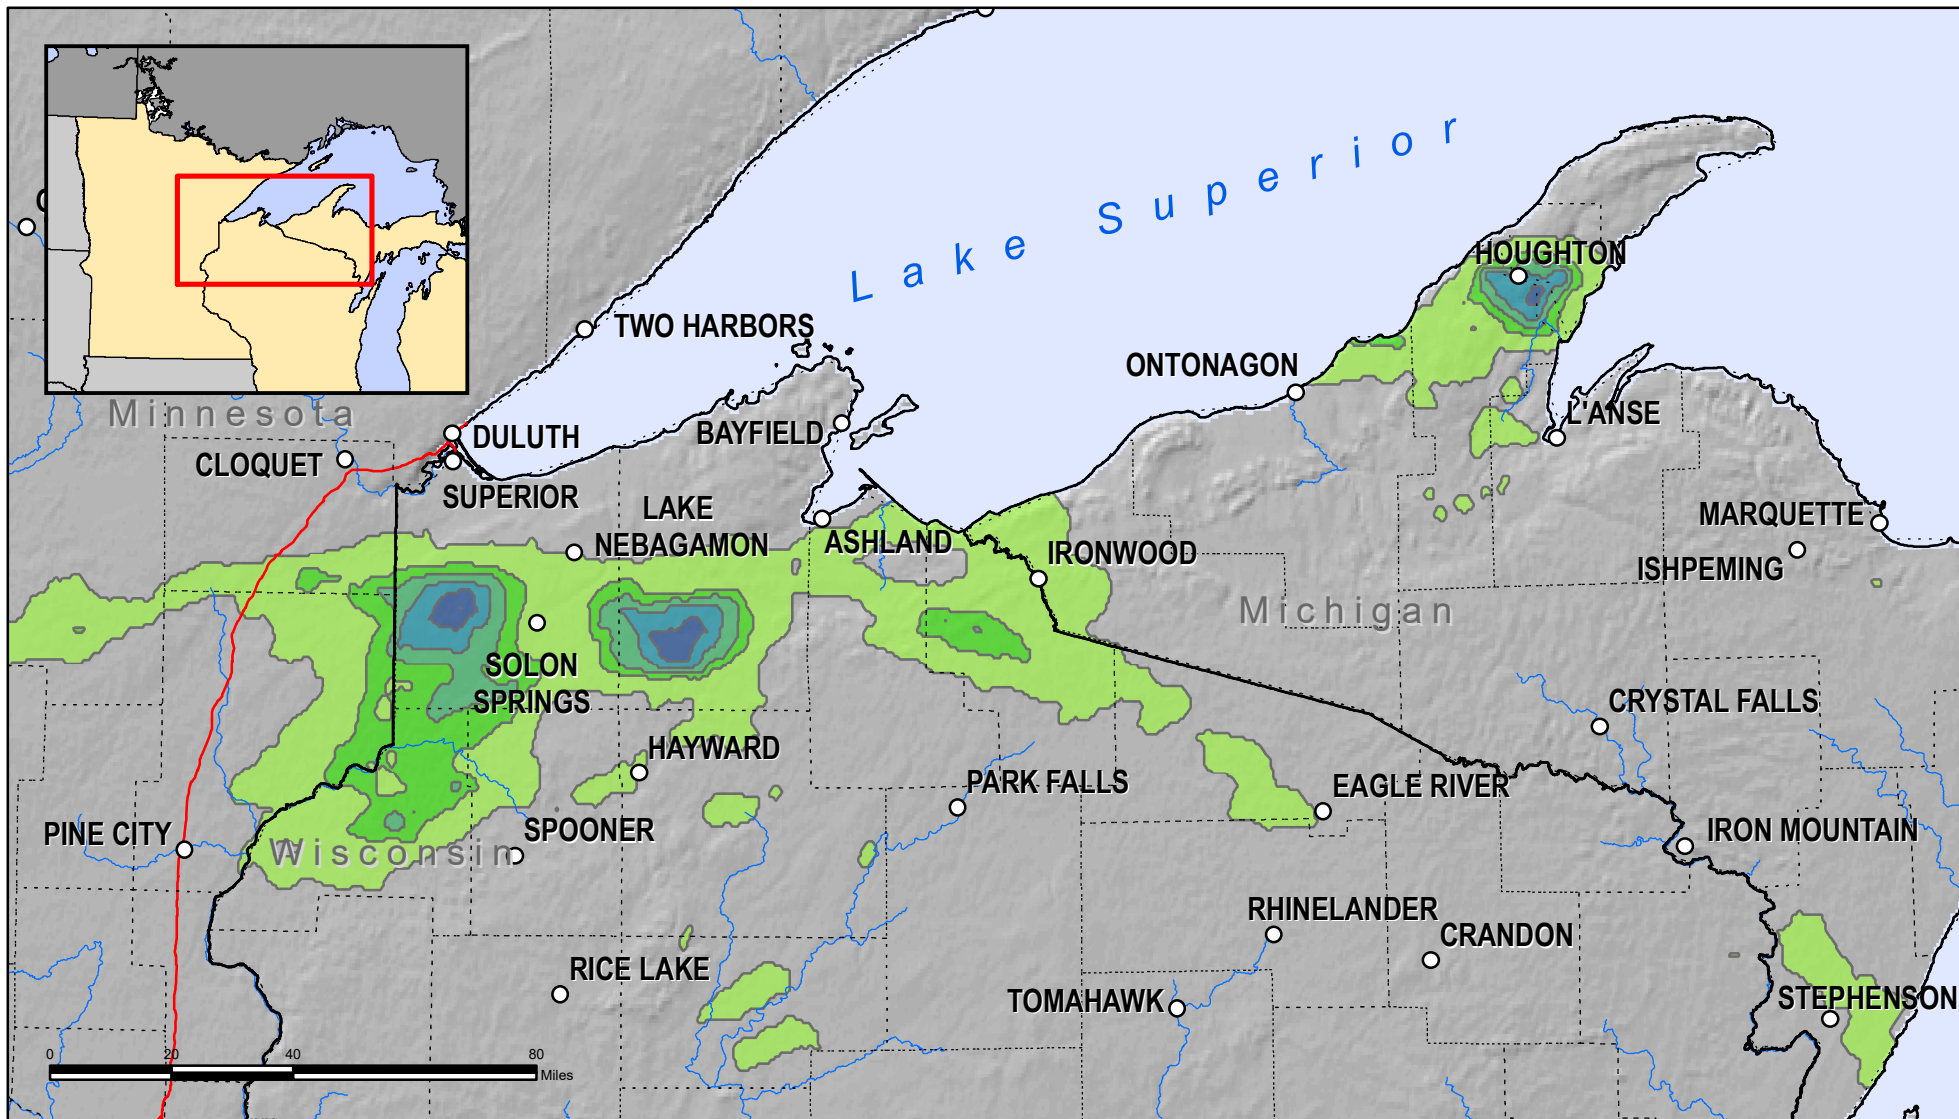 Lake Superior
HOUGHTON
TWO HARBORS
ONTONAGON
Minnesota
L'ANSE
DULUTH
BAYFIELD
CLOQUET
SUPERIOR
LAKE
NEBAGAMON
MARQUETTE
ASHLAND
IRONWOOD
ISHPEMING
Michigan
SOLON
SPRINGS
CRYSTAL FALLS
HAYWARD
PARK FALLS
EAGLE RIVER
PINE CITY
SPOONER
IRON MOUNTAIN
Wisconsin
RHINELANDER
CRANDON
RICE LAKE
TOMAHAWK
STEPHENSON
0 20 40 80
Miles